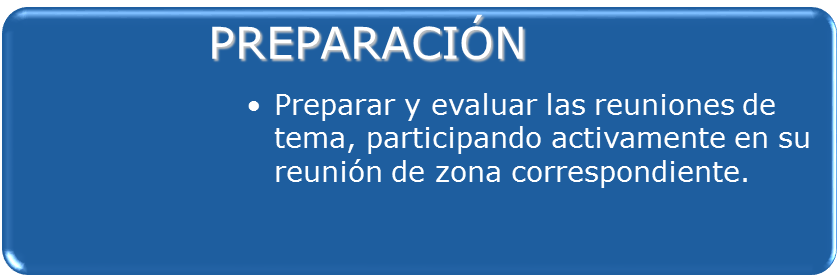 PREPARACIÓN
• Preparar y evaluar las reuniones de
tema, participando activamente en su
reunión de zona correspondiente.